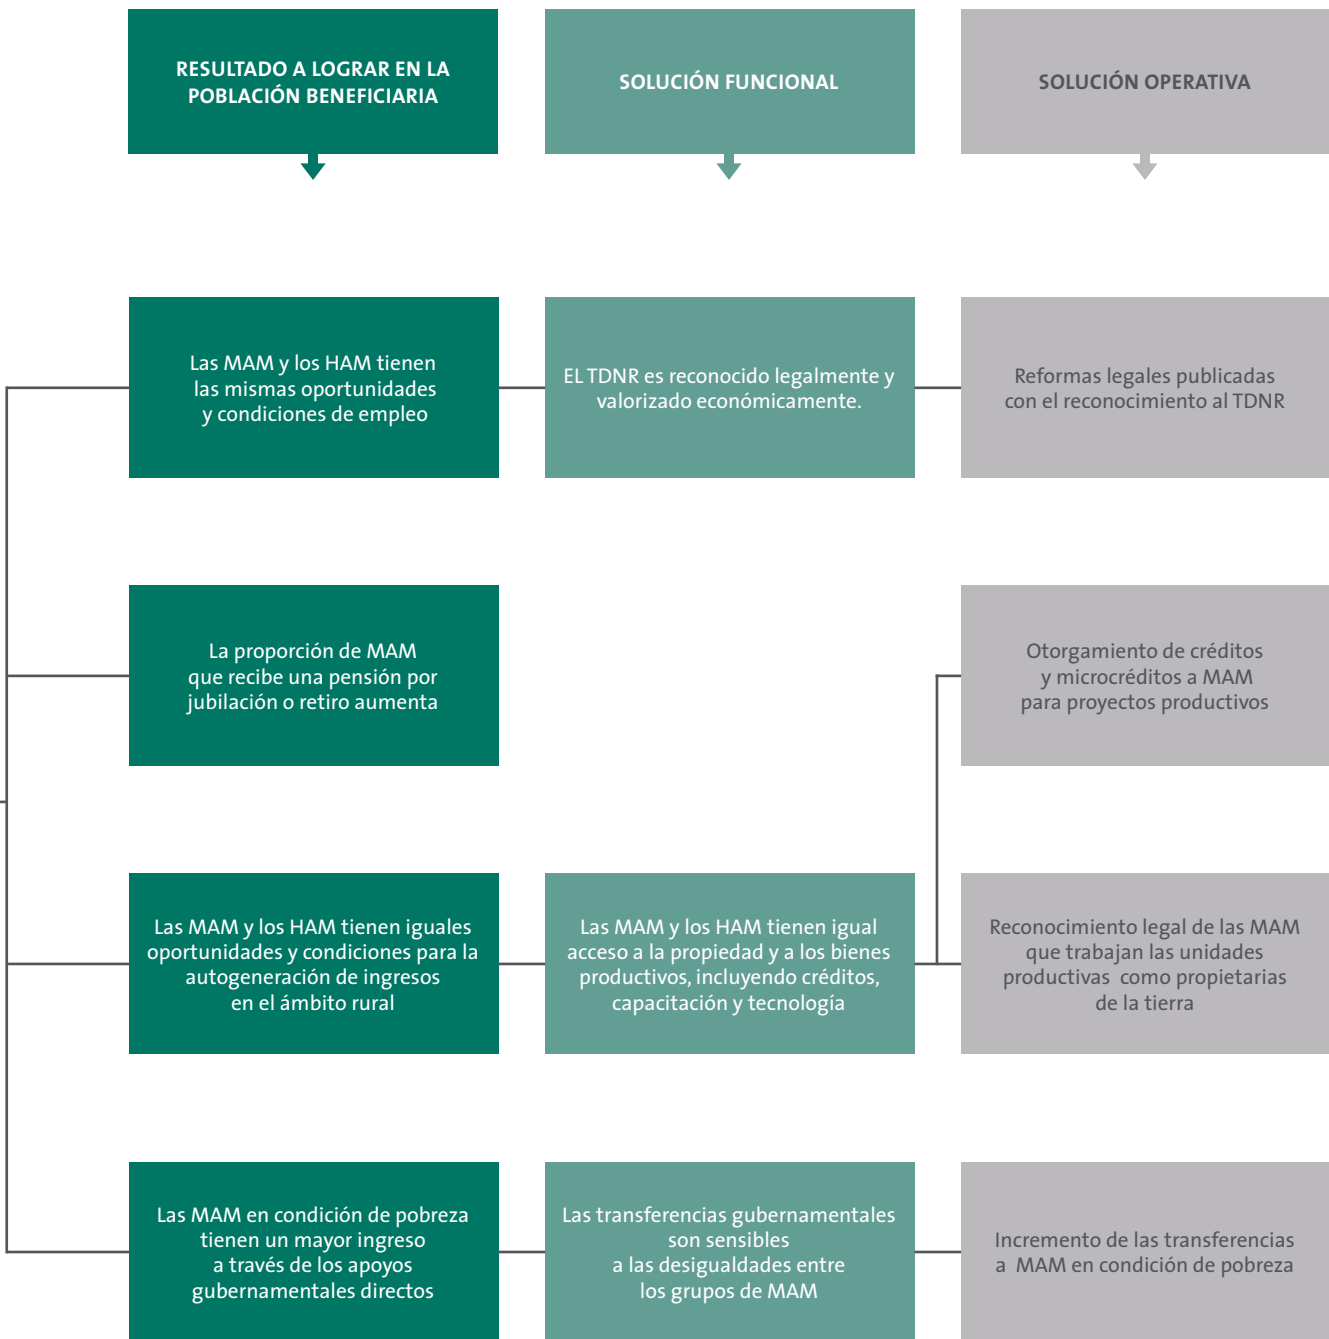 RESULTADO A LOGRAR EN LA
POBLACIÓN BENEFICIARIA
SOLUCIÓN FUNCIONAL
SOLUCIÓN OPERATIVA
Las MAM y los HAM tienen
las mismas oportunidades
y condiciones de empleo
EL TDNR es reconocido legalmente y
valorizado económicamente.
Reformas legales publicadas
con el reconocimiento al TDNR
La proporción de MAM
que recibe una pensión por
jubilación o retiro aumenta
Otorgamiento de créditos
y microcréditos a MAM
para proyectos productivos
Las MAM y los HAM tienen iguales
oportunidades y condiciones para la
autogeneración de ingresos
en el ámbito rural
Las MAM y los HAM tienen igual
acceso a la propiedad y a los bienes
productivos, incluyendo créditos,
capacitación y tecnología
Reconocimiento legal de las MAM
que trabajan las unidades
productivas como propietarias
de la tierra
Las MAM en condición de pobreza
tienen un mayor ingreso
a través de los apoyos
gubernamentales directos
Las transferencias gubernamentales
son sensibles
a las desigualdades entre
los grupos de MAM
Incremento de las transferencias
a MAM en condición de pobreza